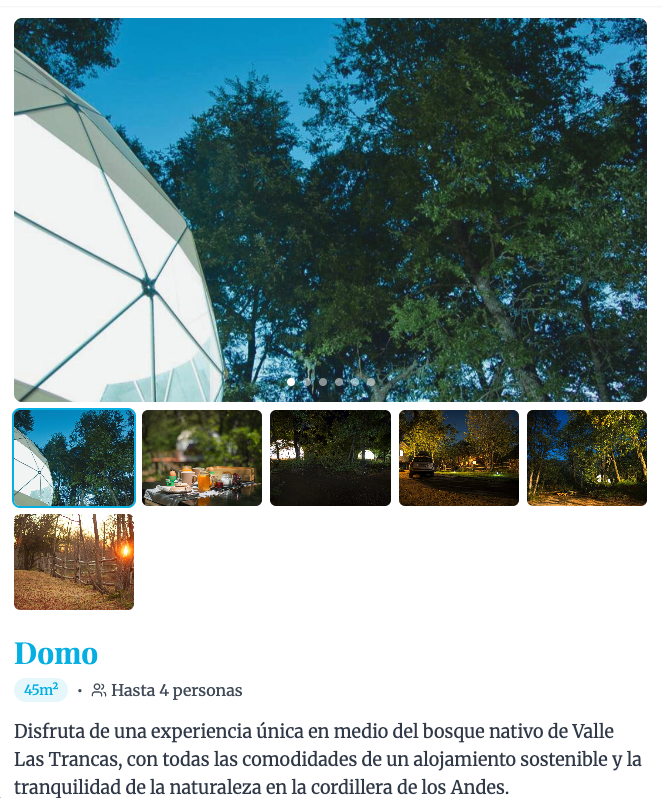 Domo
45m²
· Hasta 4 personas
Disfruta de una experiencia única en medio del bosque nativo de Valle
Las Trancas, con todas las comodidades de un alojamiento sostenible y la
tranquilidad de la naturaleza en la cordillera de los Andes.